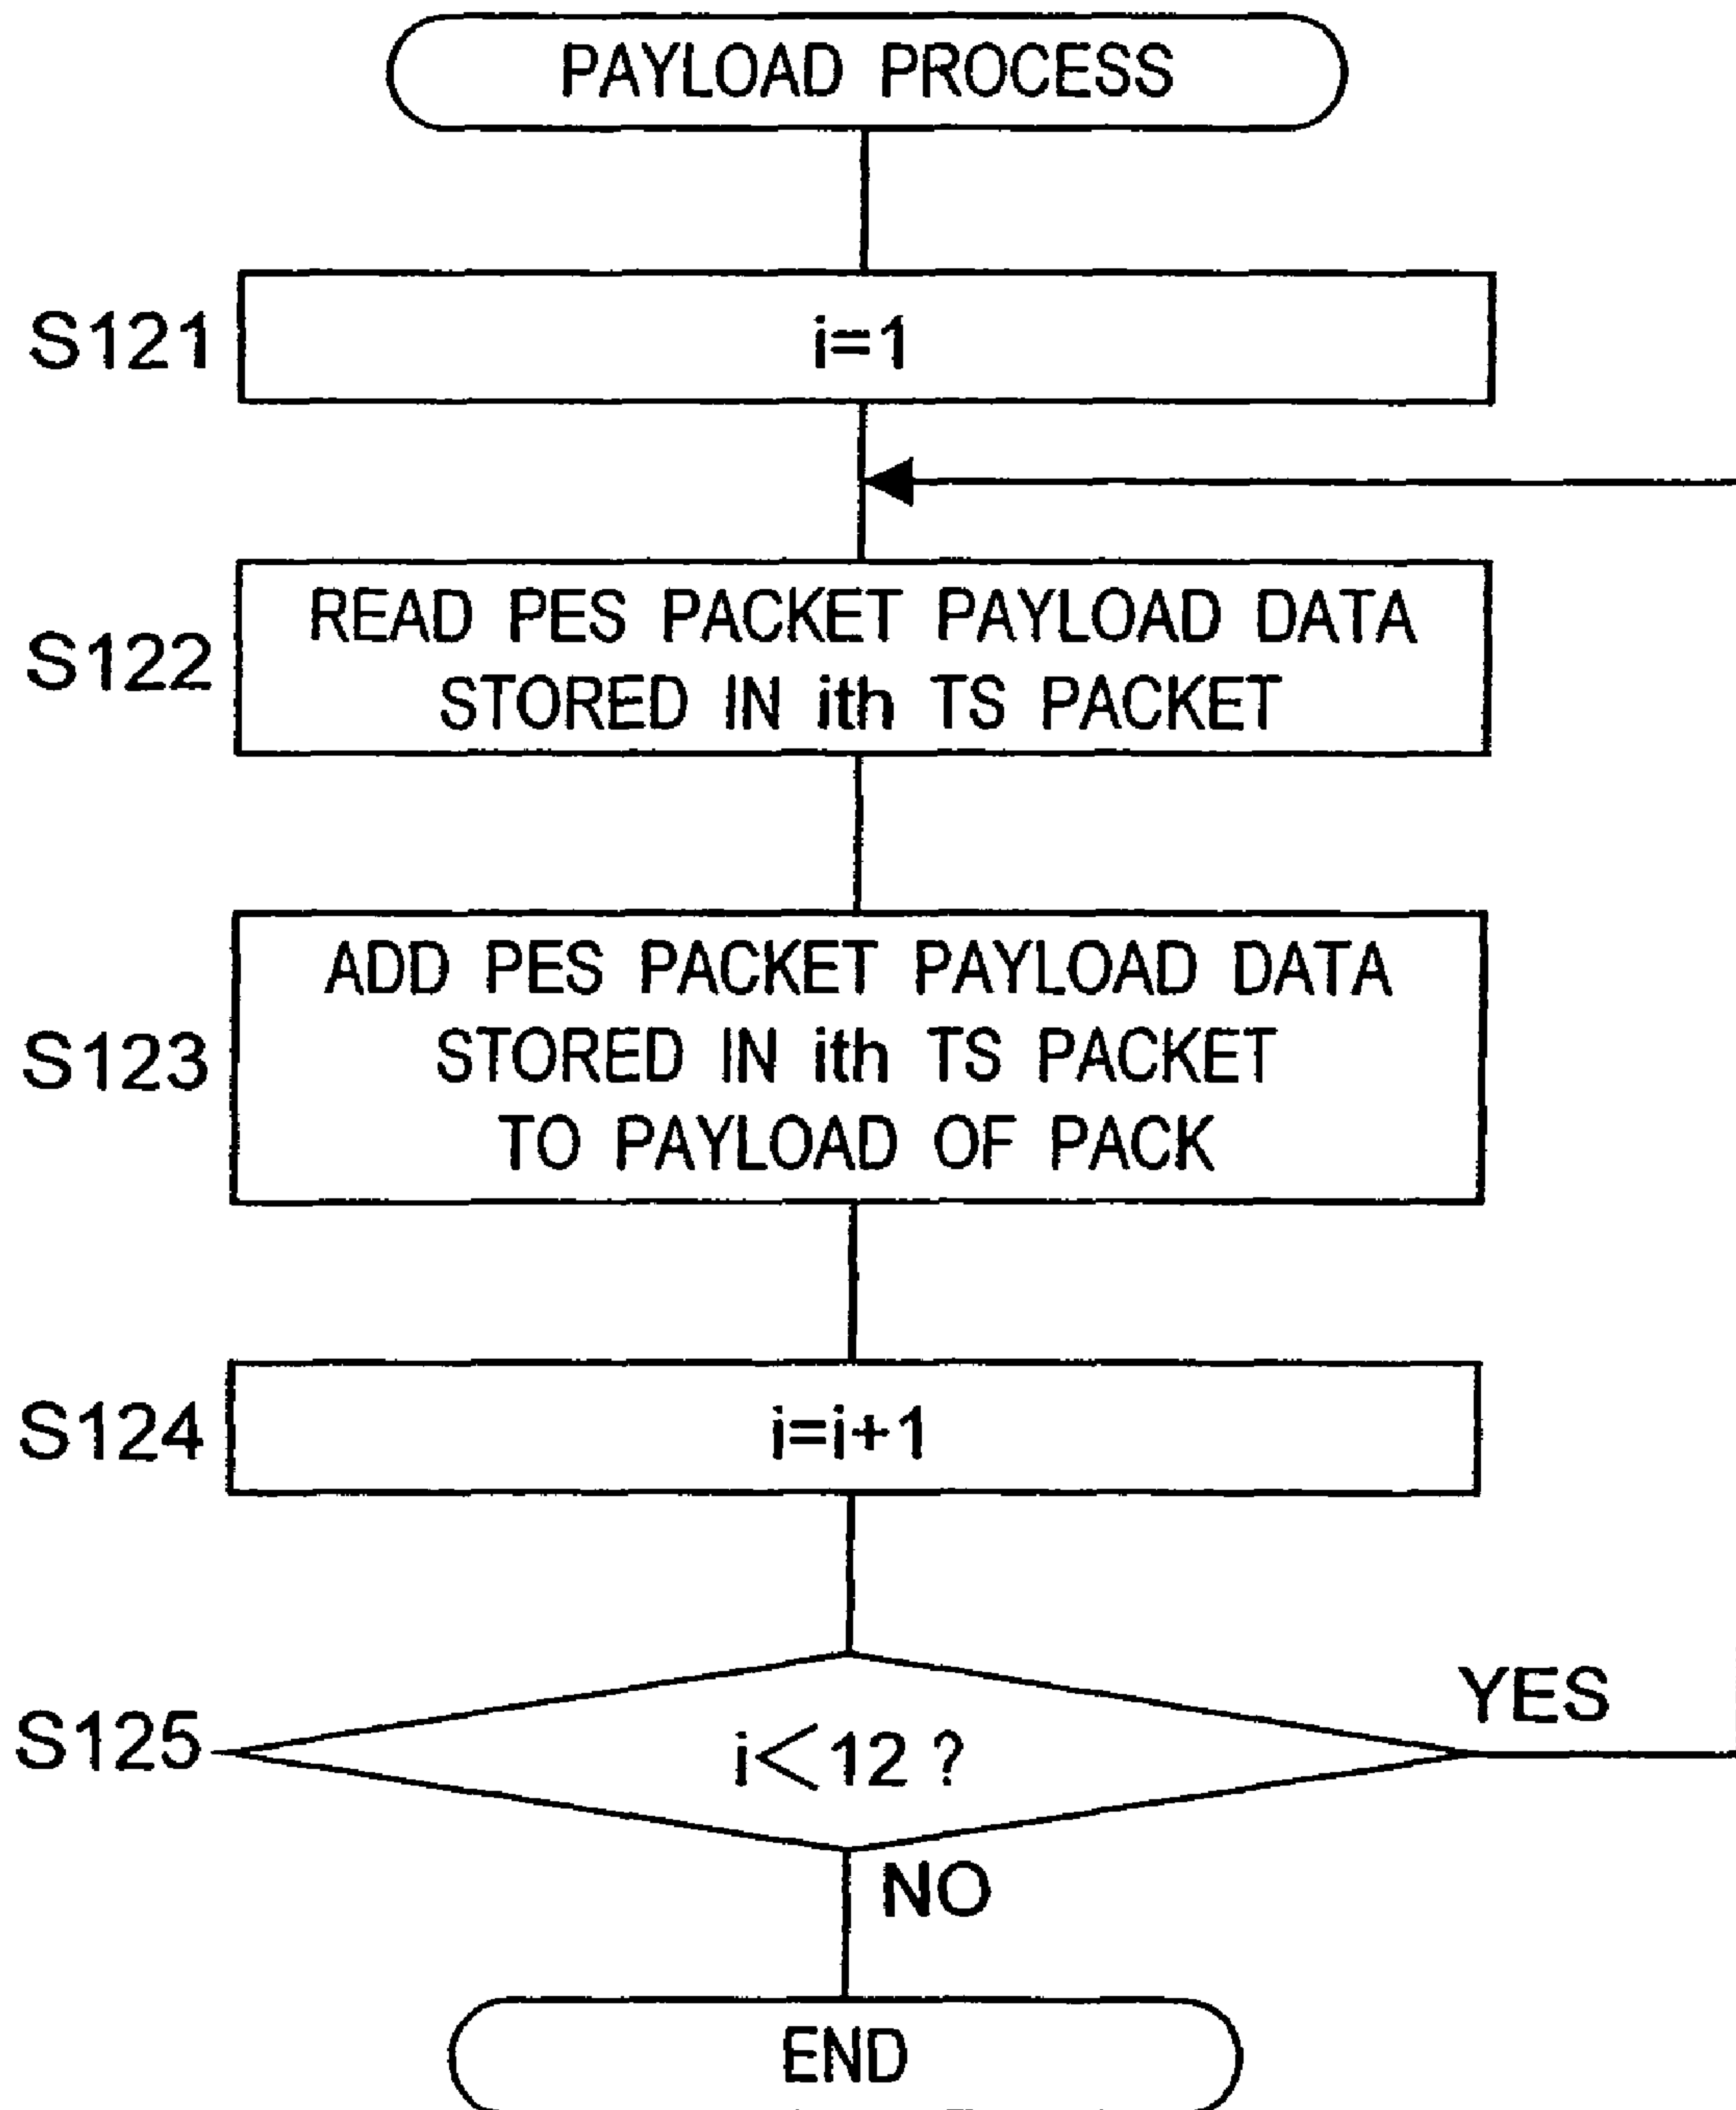 PAYLOAD PROCESS
S121
i=1
S122
READ PES PACKET PAYLOAD DATA
STORED IN ith TS PACKET
S123
ADD PES PACKET PAYLOAD DATA
STORED IN ith TS PACKET
TO PAYLOAD OF PACK
S124
i=i+1
S125
i<12 ?
YES
NO
END